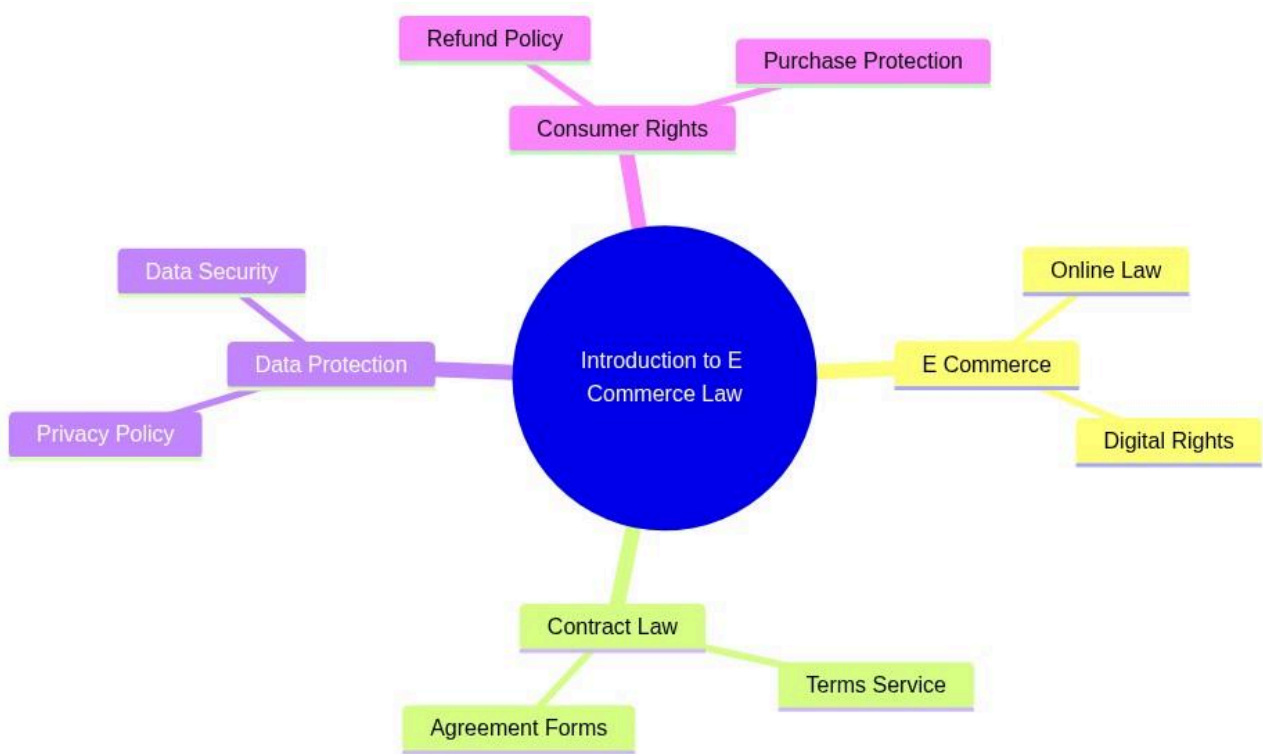 Refund Policy
Purchase Protection
Consumer Rights
Data Security
Online Law
Data Protection
Introduction to E
Commerce Law
E Commerce
Privacy Policy
Digital Rights
Contract Law
Terms Service
Agreement Forms